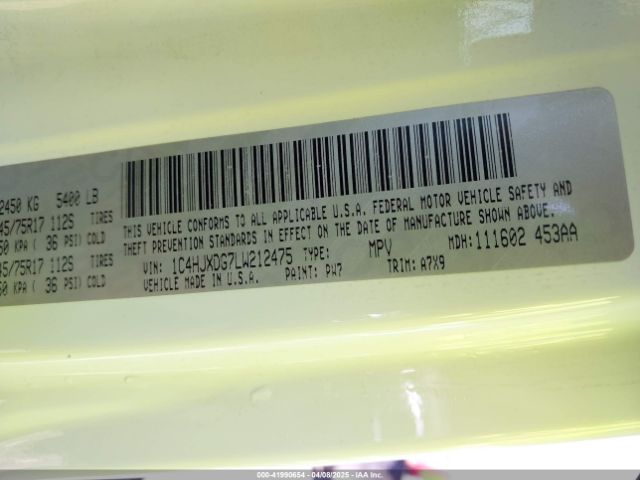 2450 KG 5400 LB
45/75R17 112S TIRES
50 KPA ( 36 PSI) COLD
45/75R17 112S TIRES
50 KPA ( 36 PSI) COLD
THIS VEHICLE CONFORMS TO ALL APPLICABLE U.S.A. FEDERAL MOTOR VEHICLE SAFETY AND
THEFT PREVENTION STANDARDS IN EFFECT ON THE DATE OF MANUFACTURE SHOWN ABOVE.
VIN: 1C4HJXDG7LW212475 TYPE: MPV MDH: 111602 453AA
VEHICLE MADE IN U.S.A. PAINT: PW7 TRIM: A7X9
000-41990654 | 04/08/2025 | IAA Inc.